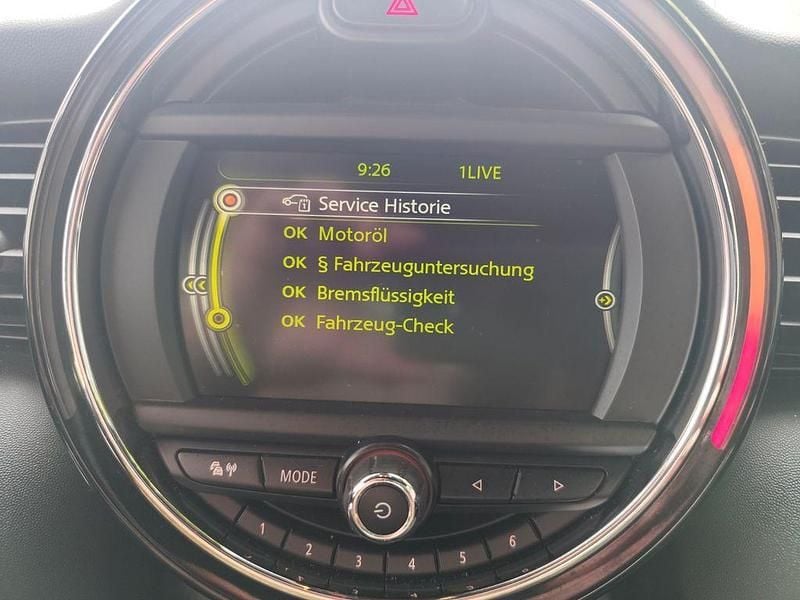 9:26 1LIVE
Service Historie
OK Motoröl
OK § Fahrzeuguntersuchung
OK Bremsflüssigkeit
OK Fahrzeug-Check
MODE
1 2 3 4 5 6